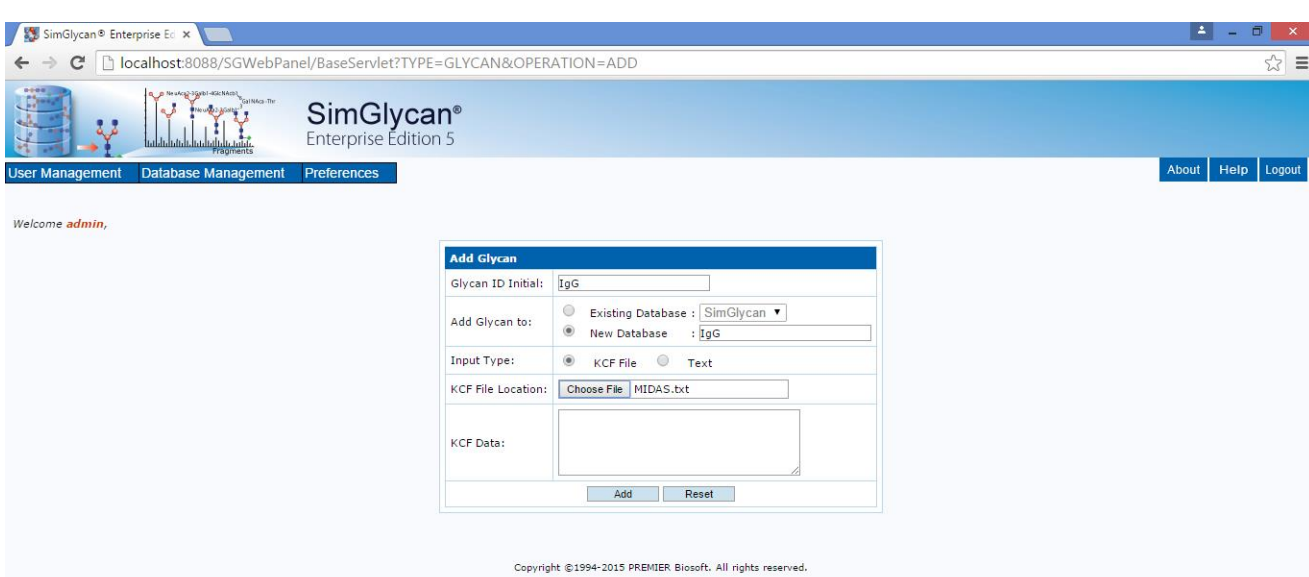 SimGlycan® Enterprise Ec
localhost:8088/SGWebPanel/BaseServlet?TYPE=GLYCAN&OPERATION=ADD
Fragments
SimGlycan®
Enterprise Edition 5
User Management Database Management Preferences
About Help Logout
Welcome admin,
Add Glycan
Glycan ID Initial: IgG
Add Glycan to:
Existing Database : SimGlycan
New Database : IgG
Input Type: KCF File Text
KCF File Location: Choose File MIDAS.txt
KCF Data:
Add Reset
Copyright ©1994-2015 PREMIER Biosoft. All rights reserved.